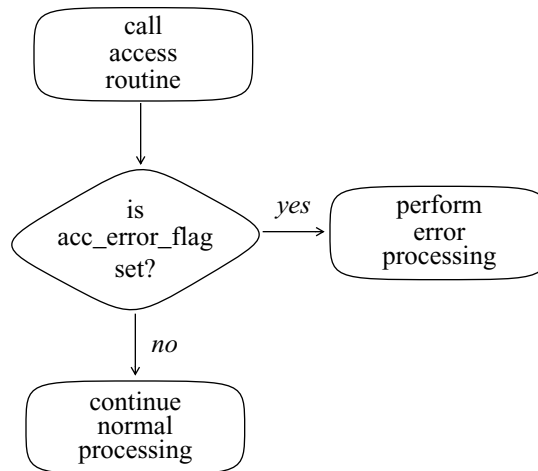 call
access
routine
is
acc_error_flag
set?
yes
perform
error
processing
no
continue
normal
processing